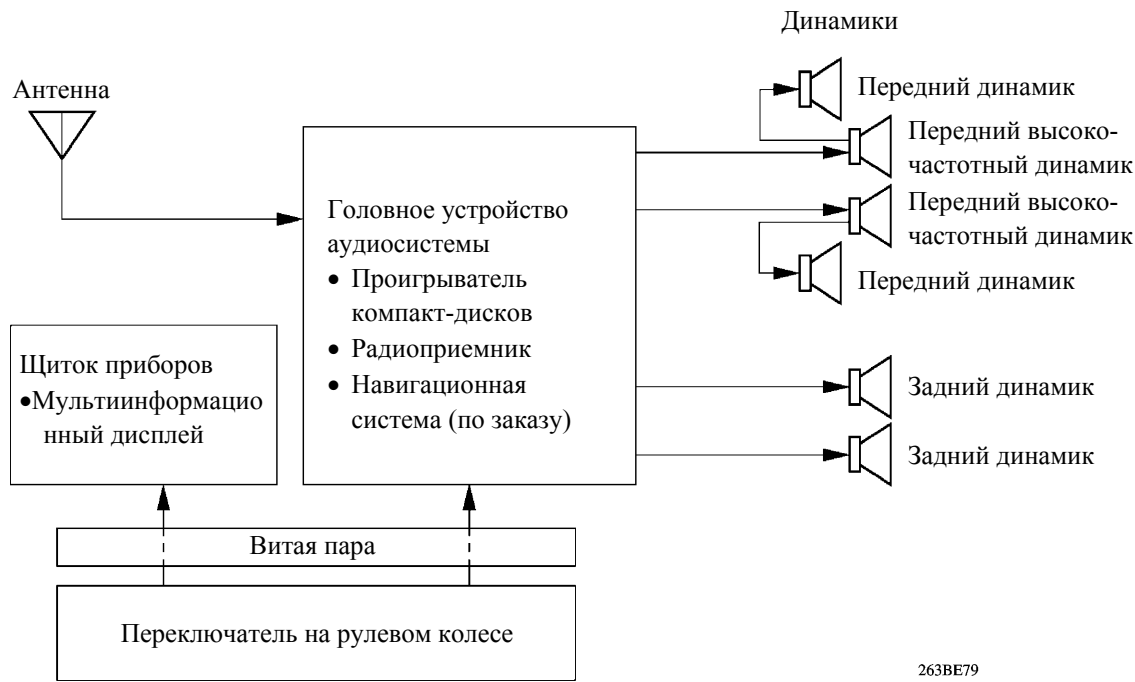 Динамики
Антенна
Передний динамик
Передний высоко-
частотный динамик
Передний высоко-
частотный динамик
Передний динамик
Головное устройство
аудиосистемы
• Проигрыватель
компакт-дисков
• Радиоприемник
• Навигационная
система (по заказу)
Щиток приборов
•Мультиинформацио
нный дисплей
Задний динамик
Задний динамик
Витая пара
Переключатель на рулевом колесе
263BE79